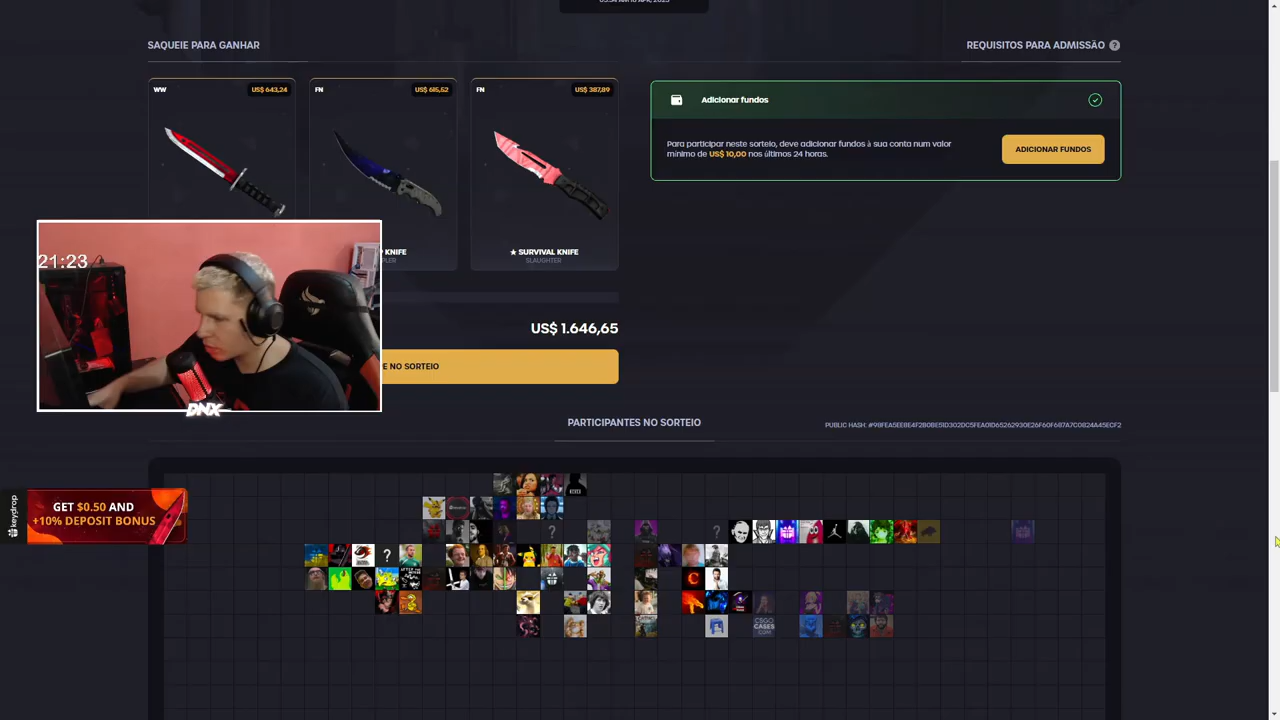 SAQUEIE PARA GANHAR
REQUISITOS PARA ADMISSÃO ?
WW
US$ 643,24
FN
US$ 615,52
FN
US$ 387,89
Adicionar fundos
Para participar neste sorteio, deve adicionar fundos à sua conta num valor
mínimo de US$ 10,00 nos últimos 24 horas.
ADICIONAR FUNDOS
KNIFE
★ SURVIVAL KNIFE
SLAUGHTER
21:23
US$ 1.646,65
E NO SORTEIO
DNX
PARTICIPANTES NO SORTEIO
keydrop
GET $0.50 AND
+10% DEPOSIT BONUS
CSGO
CASES
.COM